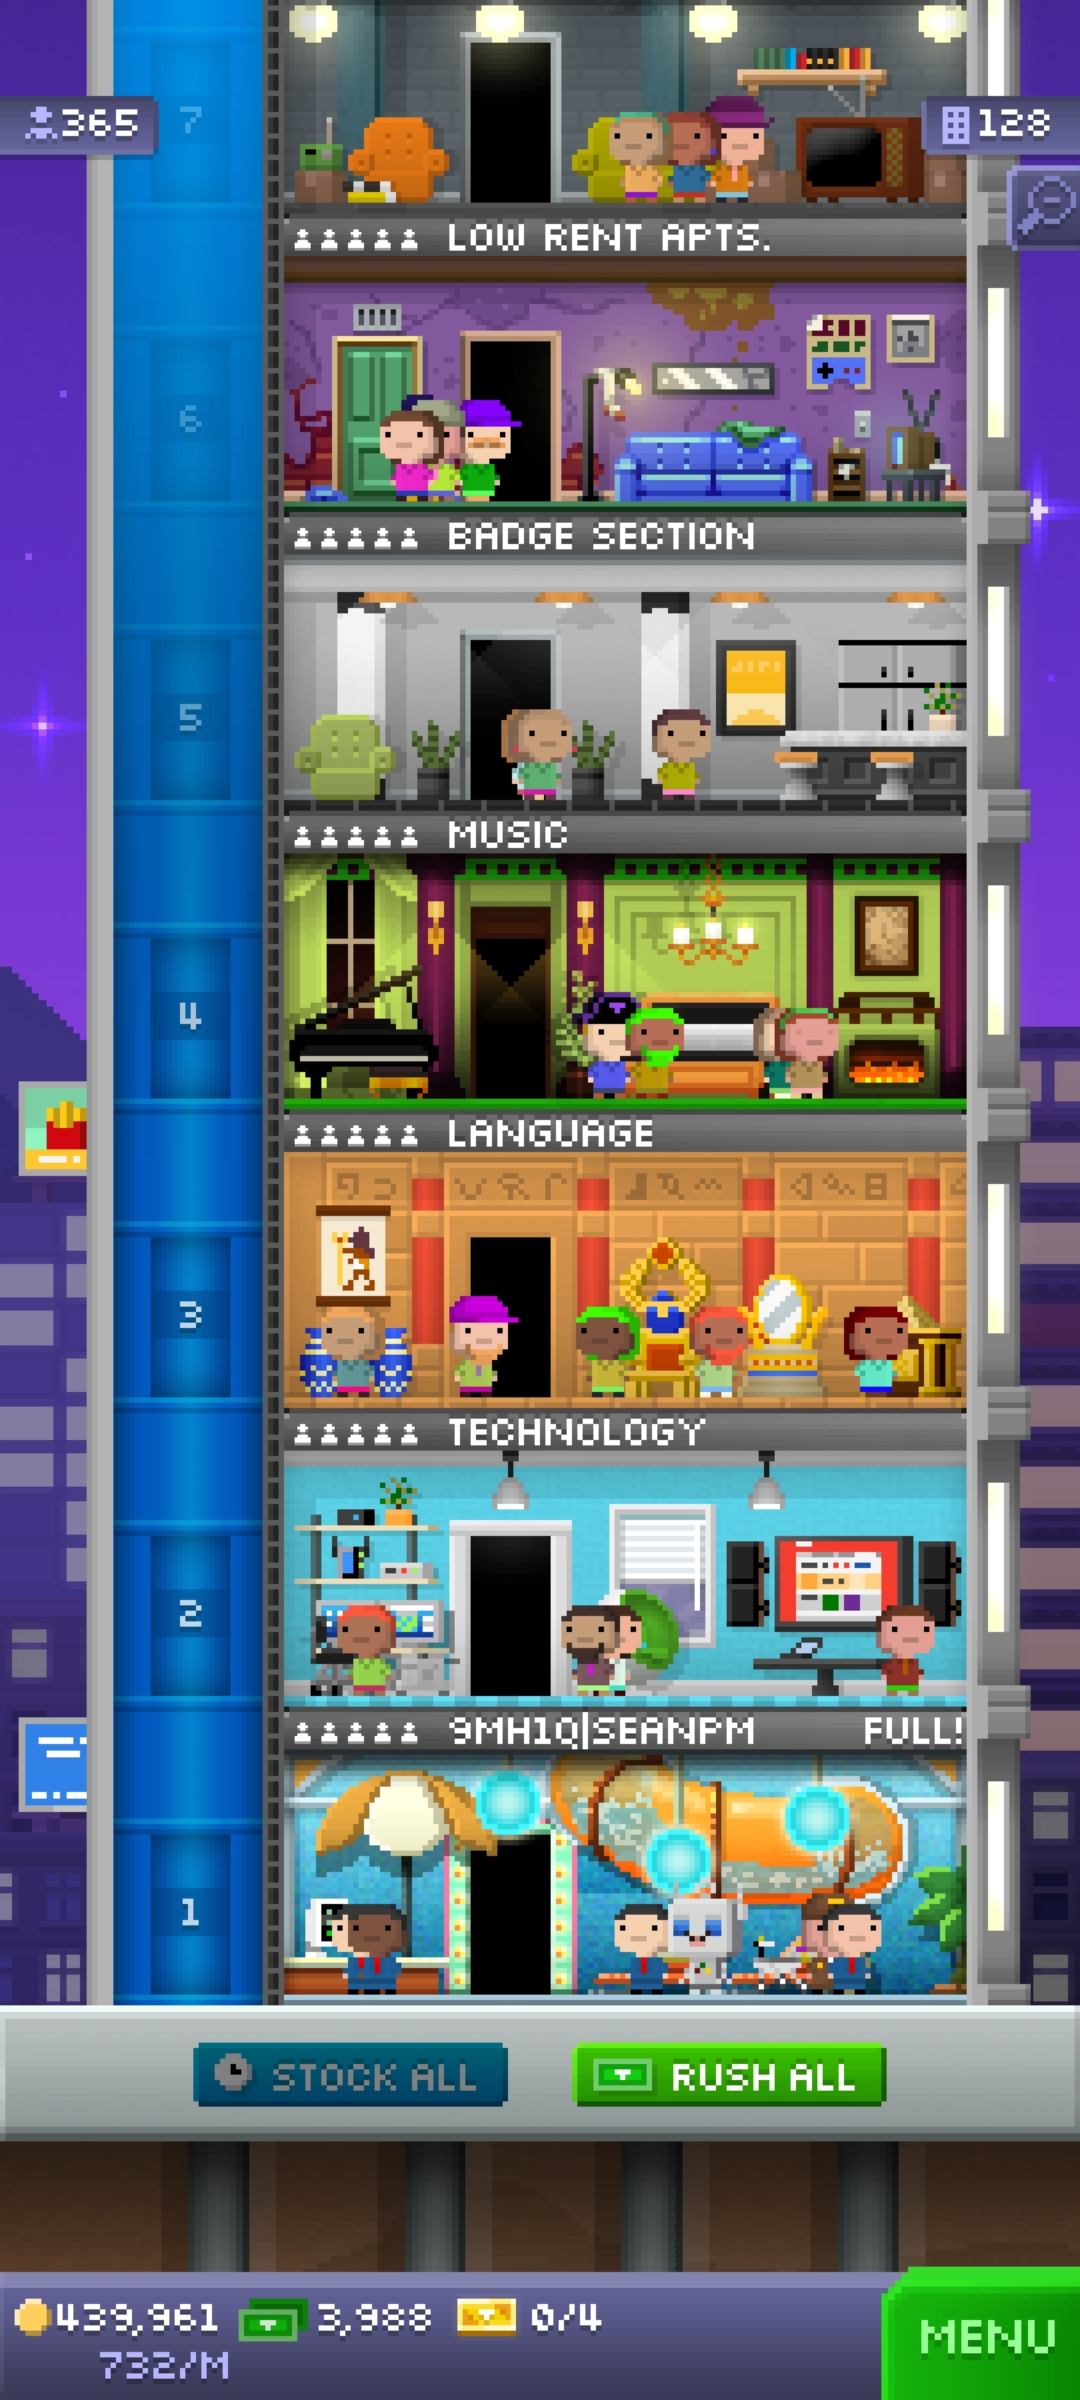 7
365
128
LOW RENT APTS.
6
BADGE SECTION
5
MUSIC
4
LANGUAGE
3
TECHNOLOGY
2
9MH1Q|SEANPM FULL!
1
STOCK ALL
RUSH ALL
439,961 3,988 0/4
732/M
MENU